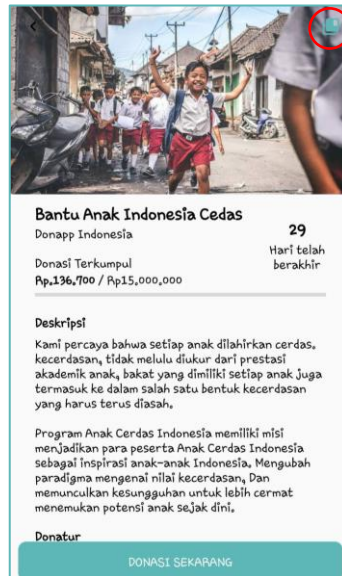 Bantu Anak Indonesia Cedas
Donapp Indonesia
29
Hari telah
berakhir
Donasi Terkumpul
Rp.136.700 / Rp15.000.000
Deskripsi
Kami percaya bahwa setiap anak dilahirkan cerdas.
kecerdasan, tidak melulu diukur dari prestasi
akademik anak, bakat yang dimiliki setiap anak juga
termasuk ke dalam salah satu bentuk kecerdasan
yang harus terus diasah.
Program Anak Cerdas Indonesia memiliki misi
menjadikan para peserta Anak Cerdas Indonesia
sebagai inspirasi anak-anak Indonesia. Mengubah
paradigma mengenai nilai kecerdasan, Dan
memunculkan kesungguhan untuk lebih cermat
menemukan potensi anak sejak dini.
Donatur
DONASI SEKARANG